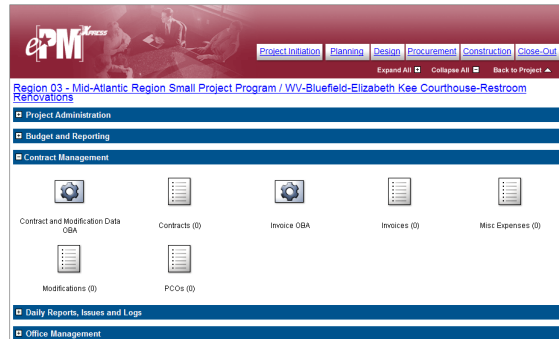 ePM Xpress
Project Initiation Planning Design Procurement Construction Close-Out
Expand All Collapse All Back to Project
Region 03 - Mid-Atlantic Region Small Project Program / WV-Bluefield-Elizabeth Kee Courthouse-Restroom
Renovations
Project Administration
Budget and Reporting
Contract Management
Contract and Modification Data
OBA
Contracts (0)
Invoice OBA
Invoices (0)
Misc Expenses (0)
Modifications (0)
PCOs (0)
Daily Reports, Issues and Logs
Office Management